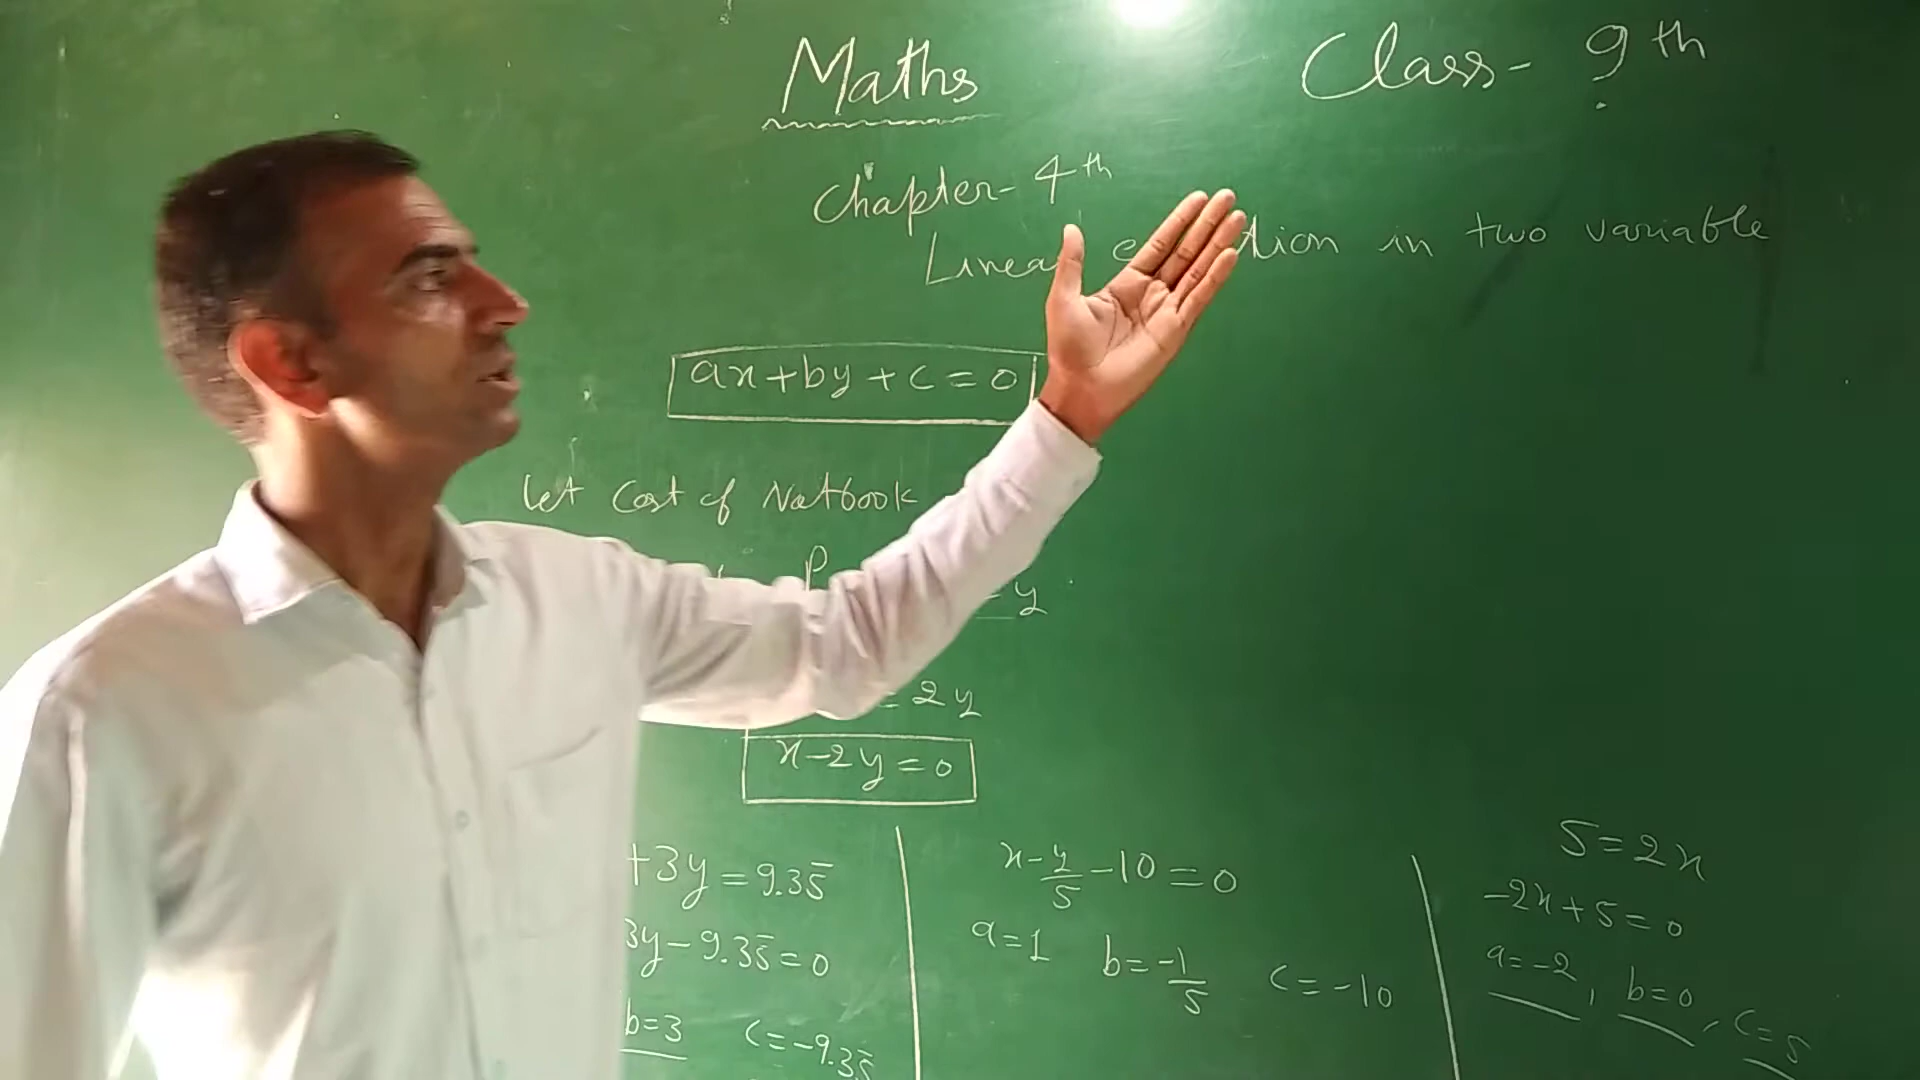 Maths
Class- 9th
Chapter- 4th
Linear tion in two variable
ax+by+c=0
Let Cost of Notbook
= y
= 2y
x-2y=0
+3y=9.35̅
3y-9.35̅=0
b=3 c=-9.35̅
x-y/5-10=0
a=1 b=-1/5 c=-10
5=2x
-2x+5=0
a=-2, b=0, c=5